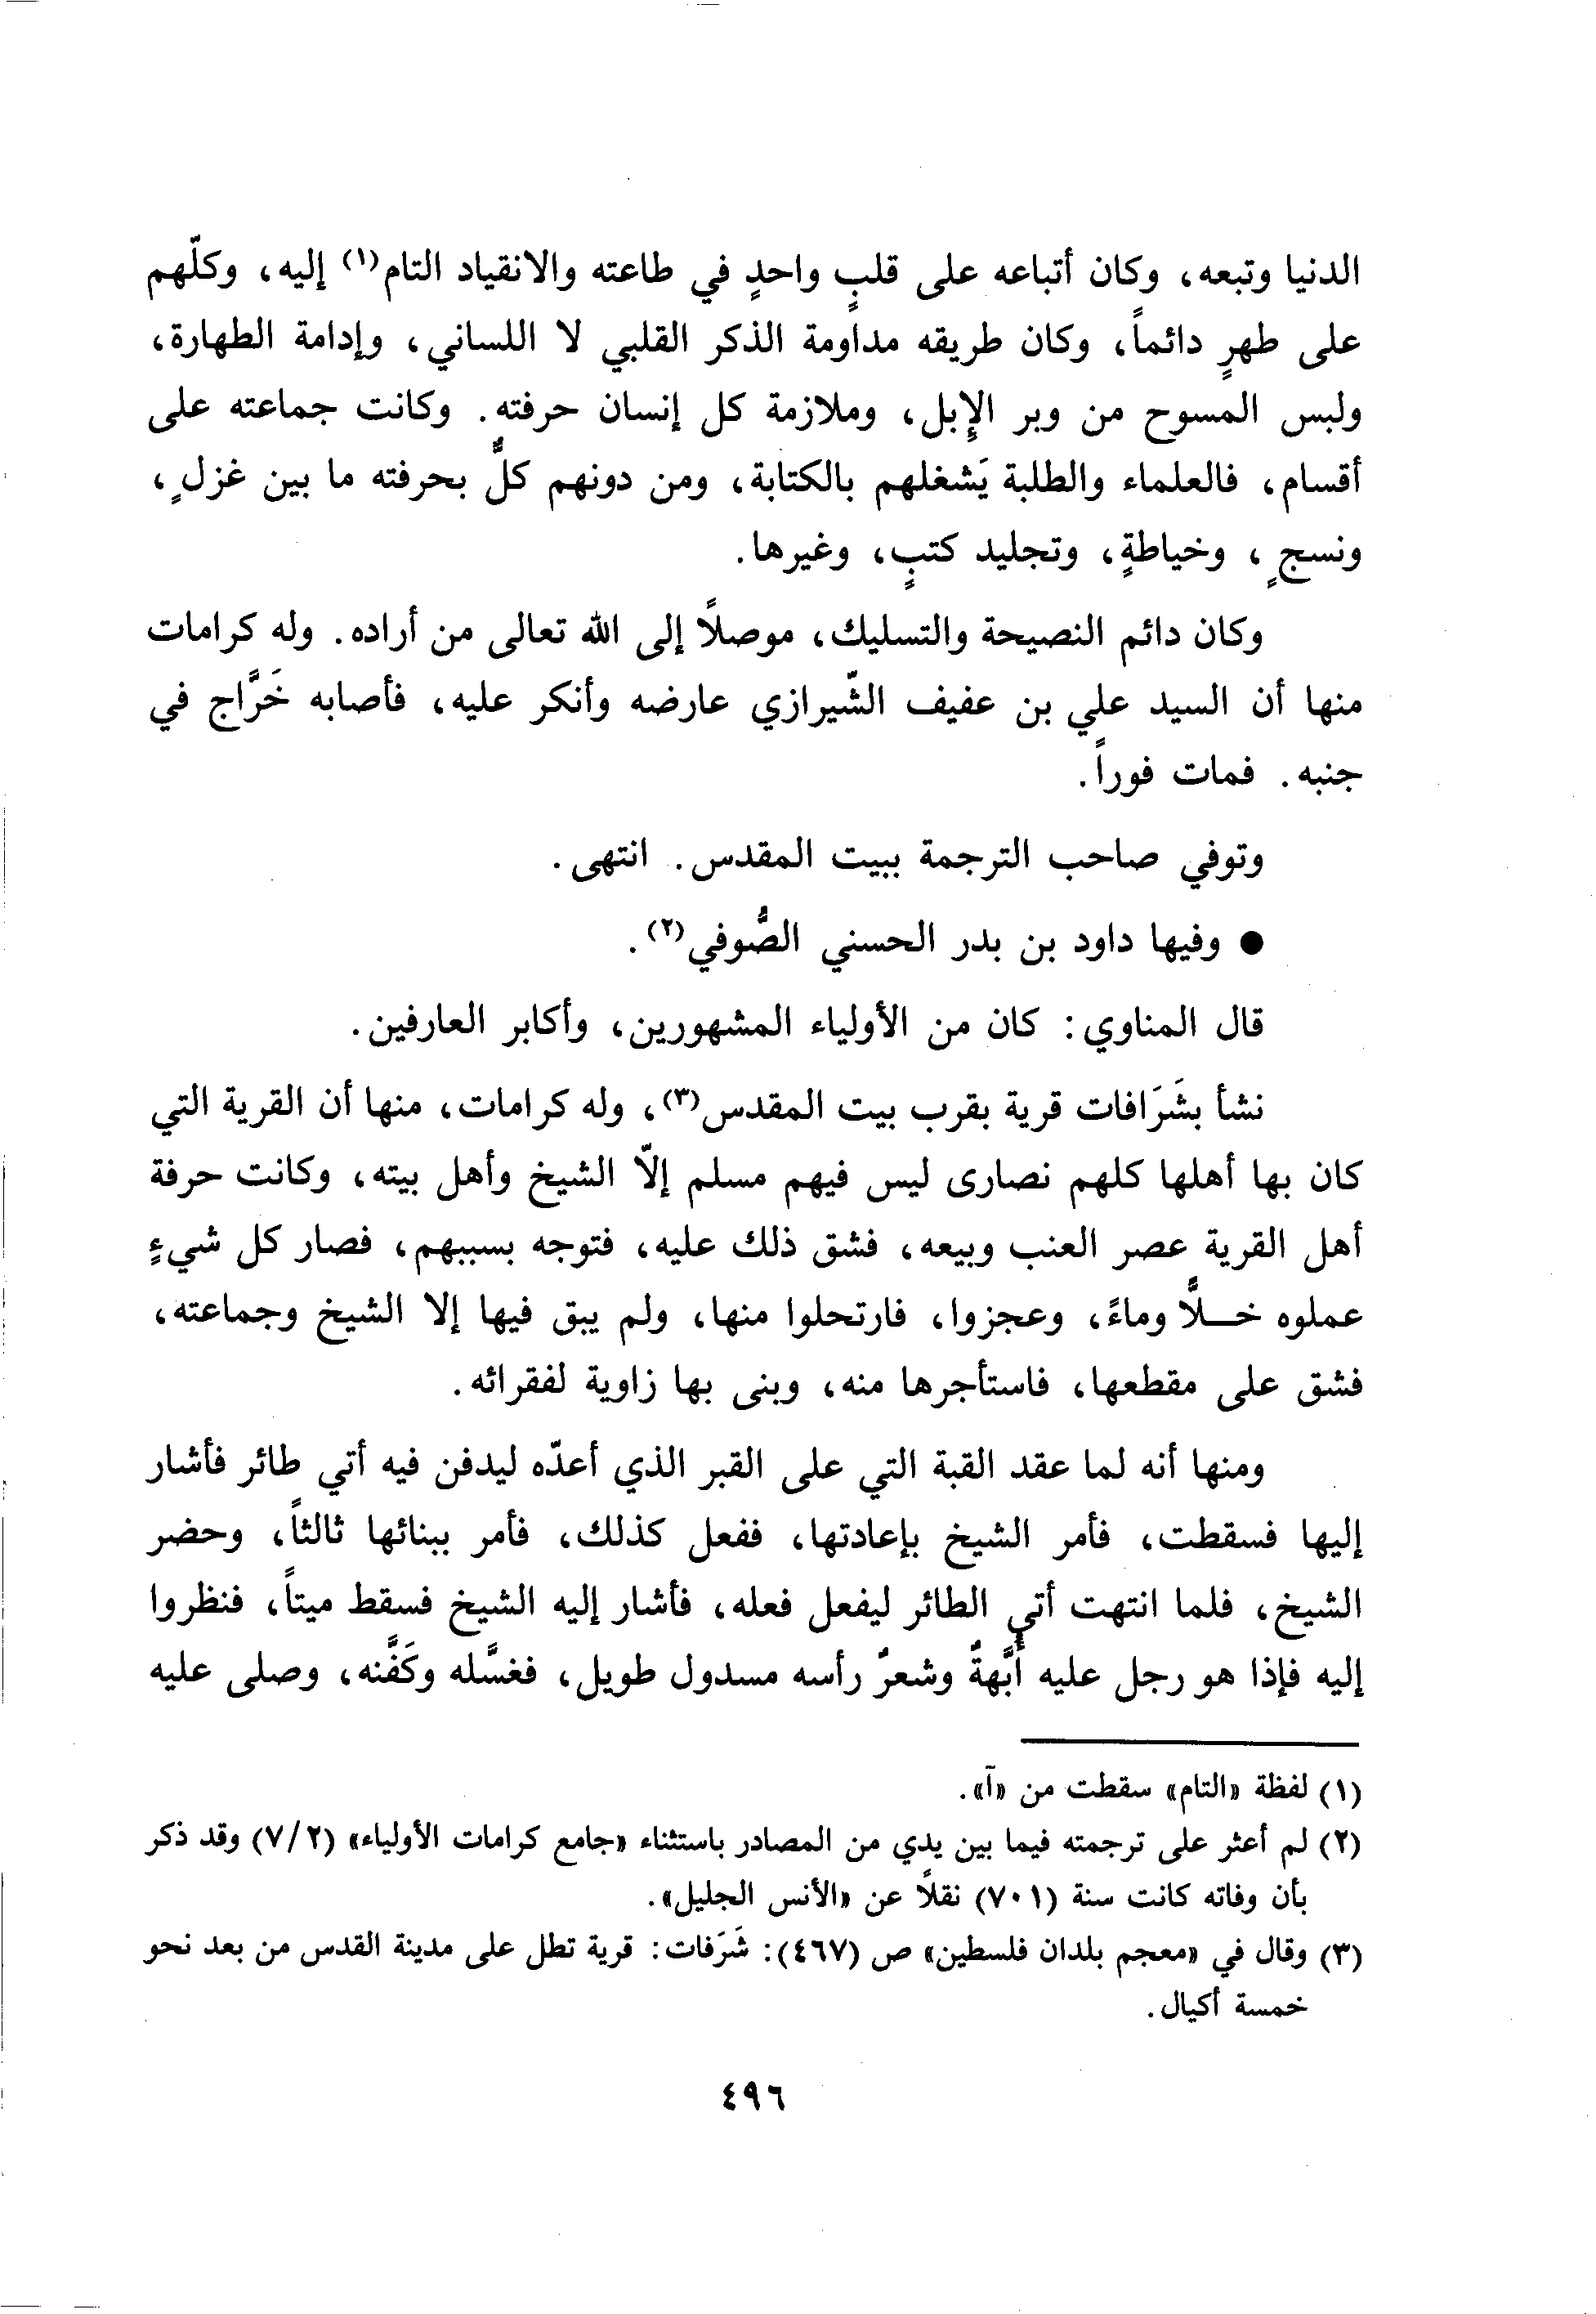 الدنيا وتبعه، وكان أتباعه على قلبٍ واحدٍ في طاعته والانقياد التام(١) إليه، وكلّهم
على طهرٍ دائماً، وكان طريقه مداومة الذكر القلبي لا اللساني، وإدامة الطهارة،
ولبس المسوح من وبر الإبل، وملازمة كل إنسان حرفته. وكانت جماعته على
أقسام، فالعلماء والطلبة يَشغلهم بالكتابة، ومن دونهم كلٌّ بحرفته ما بين غزلٍ،
ونسجٍ، وخياطةٍ، وتجليد كتبٍ، وغيرها.
وكان دائم النصيحة والتسليك، موصلاً إلى الله تعالى من أراده. وله كرامات
منها أن السيد علي بن عفيف الشّيرازي عارضه وأنكر عليه، فأصابه خَرَّاج في
جنبه. فمات فوراً.
وتوفي صاحب الترجمة ببيت المقدس. انتهى.
● وفيها داود بن بدر الحسني الصُّوفي(٢).
قال المناوي: كان من الأولياء المشهورين، وأكابر العارفين.
نشأ بشَرَافات قرية بقرب بيت المقدس(٣)، وله كرامات، منها أن القرية التي
كان بها أهلها كلهم نصارى ليس فيهم مسلم إلاّ الشيخ وأهل بيته، وكانت حرفة
أهل القرية عصر العنب وبيعه، فشق ذلك عليه، فتوجه بسببهم، فصار كل شيءٍ
عملوه خــلاًّ وماءً، وعجزوا، فارتحلوا منها، ولم يبق فيها إلا الشيخ وجماعته،
فشق على مقطعها، فاستأجرها منه، وبنى بها زاوية لفقرائه.
ومنها أنه لما عقد القبة التي على القبر الذي أعدّه ليدفن فيه أتي طائر فأشار
إليها فسقطت، فأمر الشيخ بإعادتها، ففعل كذلك، فأمر ببنائها ثالثاً، وحضر
الشيخ، فلما انتهت أتي الطائر ليفعل فعله، فأشار إليه الشيخ فسقط ميتاً، فنظروا
إليه فإذا هو رجل عليه أُبَّهةٌ وشعرٌ رأسه مسدول طويل، فغسَّله وكَفَّنه، وصلى عليه
(١) لفظة «التام» سقطت من «آ».
(٢) لم أعثر على ترجمته فيما بين يدي من المصادر باستثناء «جامع كرامات الأولياء» (٧/٢) وقد ذكر
بأن وفاته كانت سنة (٧٠١) نقلاً عن «الأنس الجليل».
(٣) وقال في «معجم بلدان فلسطين» ص (٤٦٧): شَرَفات: قرية تطل على مدينة القدس من بعد نحو
خمسة أكيال.
٤٩٦